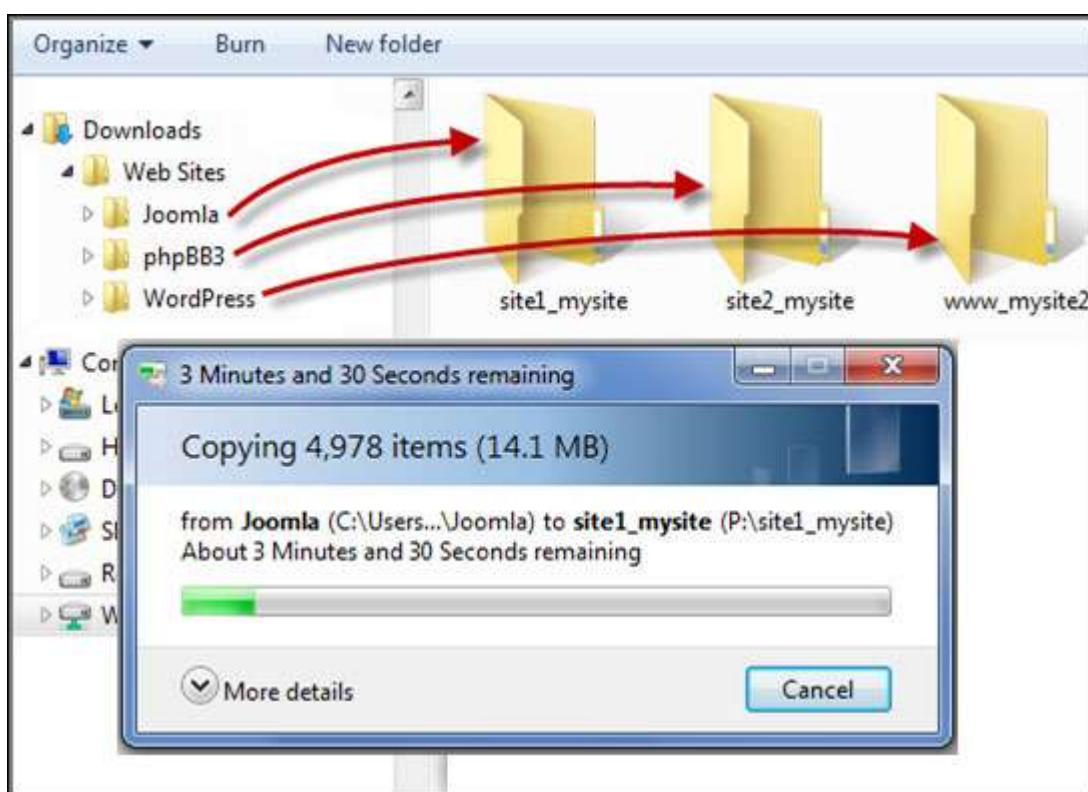 Organize Burn New folder
Downloads
Web Sites
Joomla
phpBB3
WordPress
site1_mysite site2_mysite www_mysite2
Cor
L
H
D
Sl
R
W
3 Minutes and 30 Seconds remaining
Copying 4,978 items (14.1 MB)
from Joomla (C:\Users...\Joomla) to site1_mysite (P:\site1_mysite)
About 3 Minutes and 30 Seconds remaining
More details
Cancel